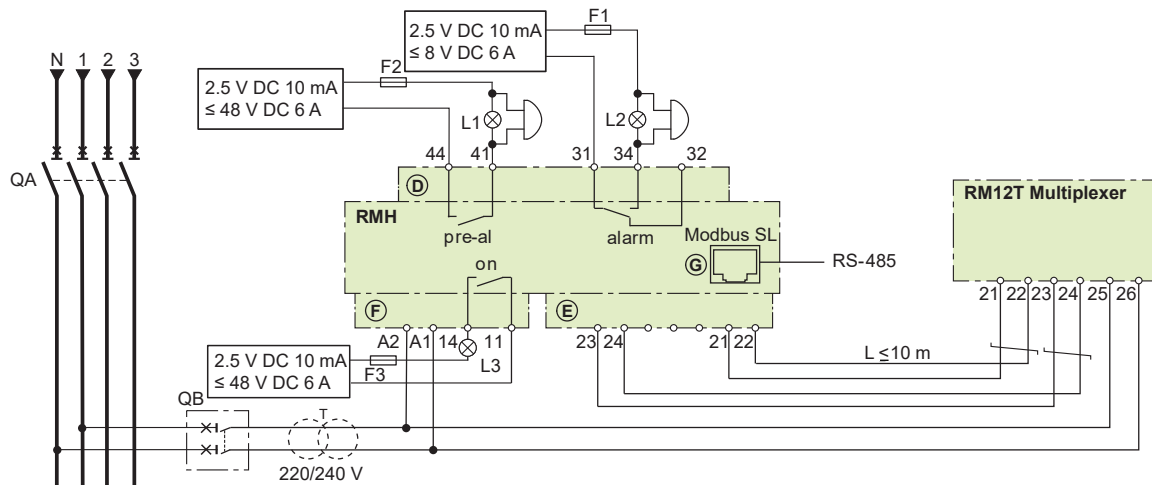 F1
2.5 V DC 10 mA
≤ 8 V DC 6 A
N 1 2 3
F2
2.5 V DC 10 mA
≤ 48 V DC 6 A
L1
L2
44 41 31 34 32
QA
D
RMH
RM12T Multiplexer
pre-al
alarm
Modbus SL
on
G
RS-485
F
E
21 22 23 24 25 26
A2 A1 14 11
23 24 21 22
L3
L ≤ 10 m
2.5 V DC 10 mA
≤ 48 V DC 6 A
F3
QB
T
220/240 V